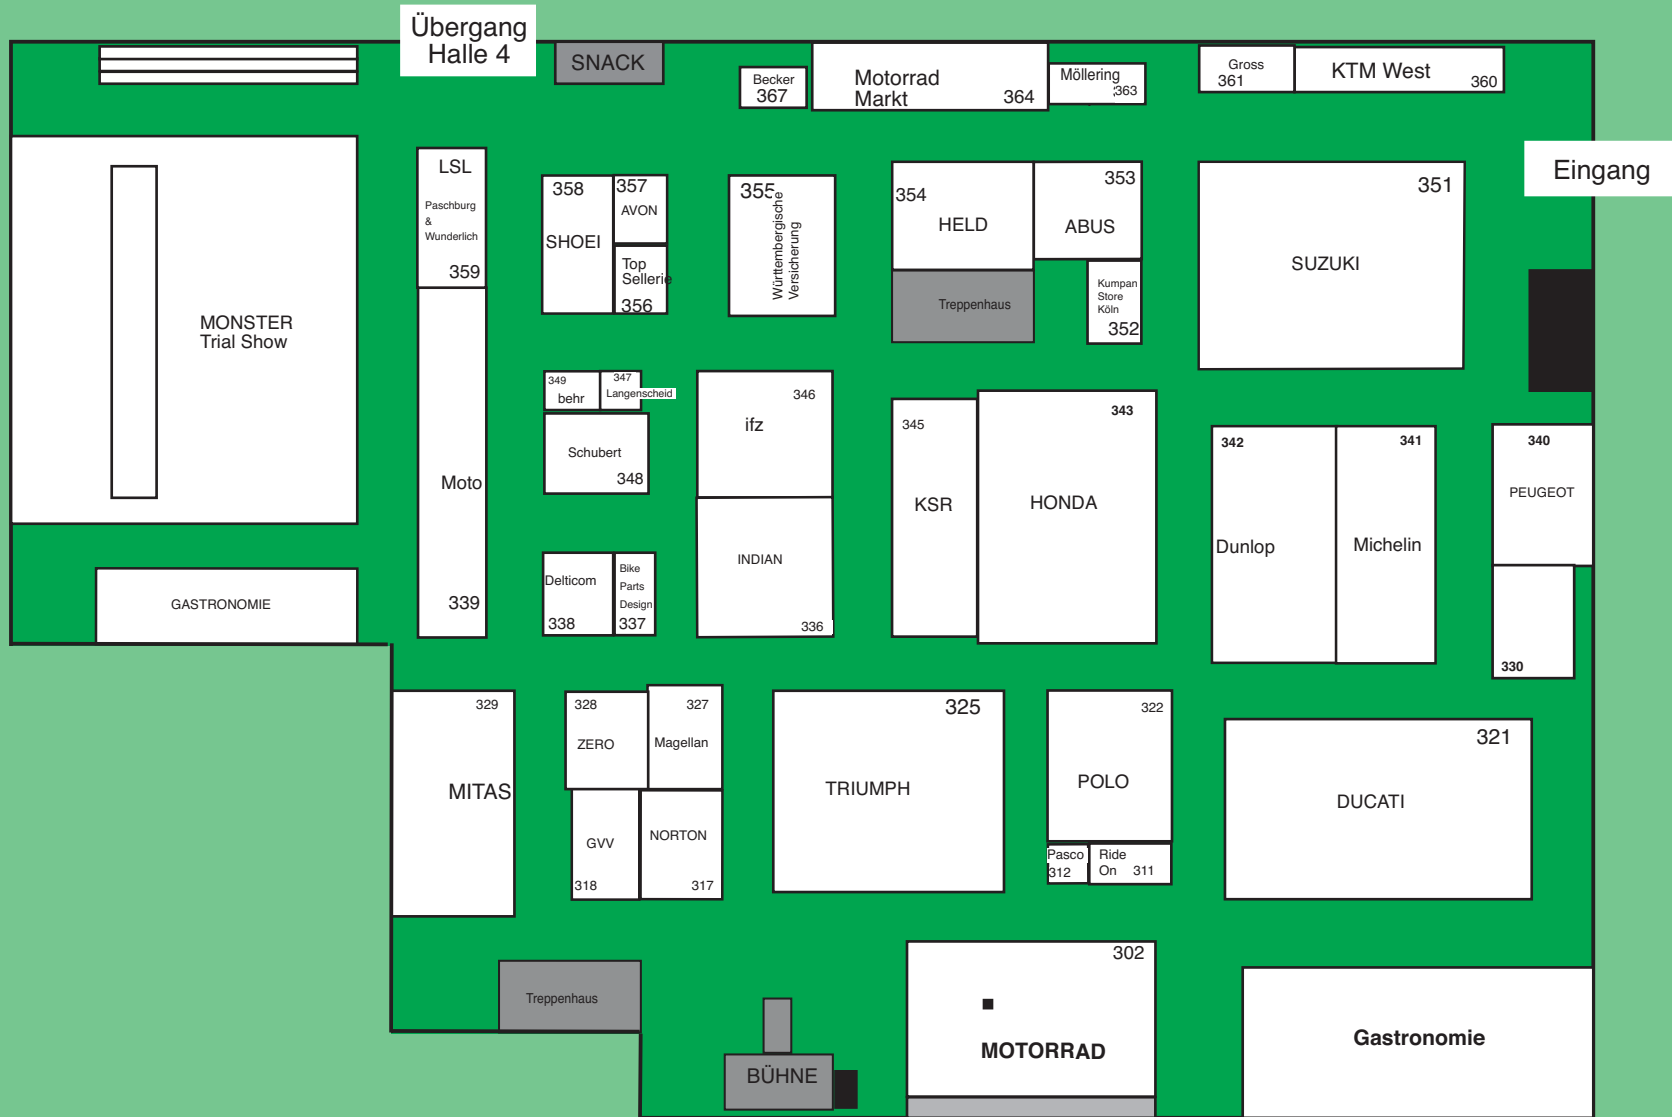 Übergang
Halle 4
SNACK
Becker
367
Motorrad
Markt
364
Möllering
363
Gross
361
KTM West
360
Eingang
LSL
Paschburg
&
Wunderlich
359
358
SHOEI
357
AVON
Top
Sellerie
356
355
Württembergische
Versicherung
354
HELD
353
ABUS
Treppenhaus
Kumpan
Store
Köln
352
351
SUZUKI
MONSTER
Trial Show
349
behr
347
Langenscheid
Schubert
348
346
ifz
345
KSR
343
HONDA
342
Dunlop
341
Michelin
340
PEUGEOT
330
Moto
339
GASTRONOMIE
Delticom
338
Bike
Parts
Design
337
INDIAN
336
329
MITAS
328
ZERO
327
Magellan
GVV
318
NORTON
317
325
TRIUMPH
322
POLO
Pasco
312
Ride
On 311
321
DUCATI
Treppenhaus
BÜHNE
302
MOTORRAD
Gastronomie